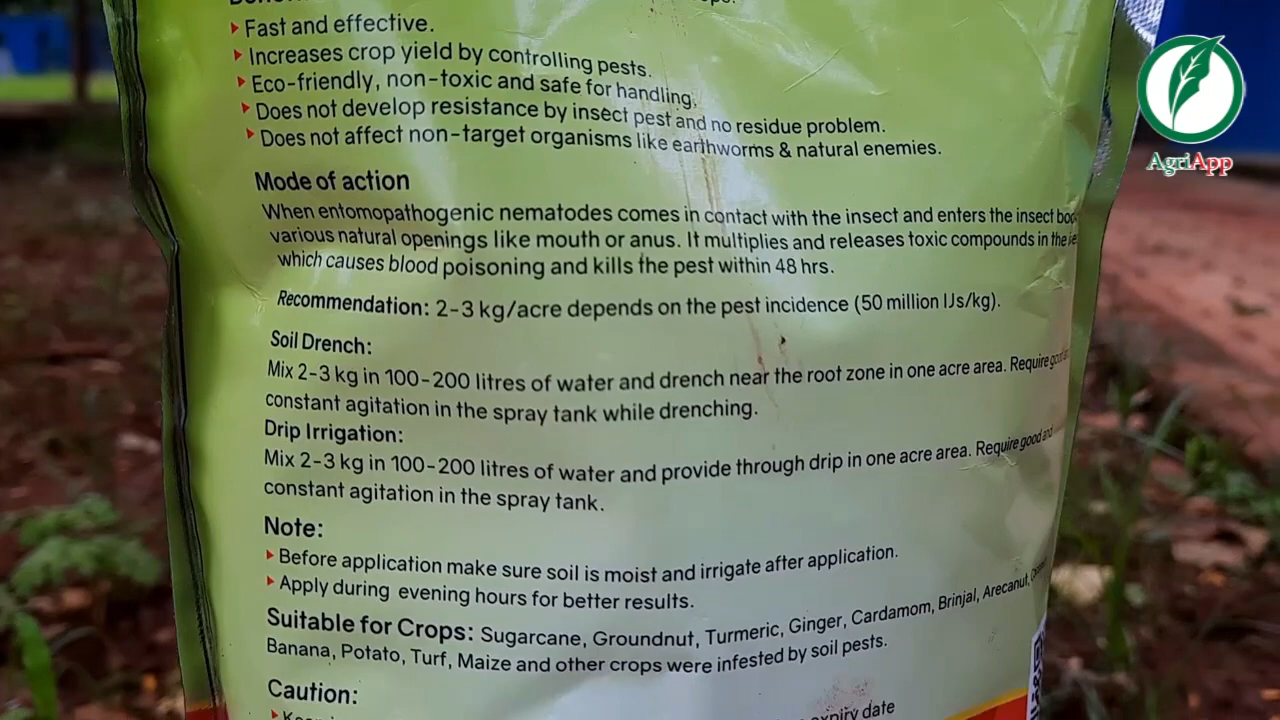 Fast and effective.
Increases crop yield by controlling pests.
Eco-friendly, non-toxic and safe for handling.
Does not develop resistance by insect pest and no residue problem.
Does not affect non-target organisms like earthworms & natural enemies.
AgriApp
Mode of action
When entomopathogenic nematodes comes in contact with the insect and enters the insect
various natural openings like mouth or anus. It multiplies and releases toxic compounds in the
which causes blood poisoning and kills the pest within 48 hrs.
Recommendation: 2-3 kg/acre depends on the pest incidence (50 million IJs/kg).
Soil Drench:
Mix 2-3 kg in 100-200 litres of water and drench near the root zone in one acre area. Require good
constant agitation in the spray tank while drenching.
Drip Irrigation:
Mix 2-3 kg in 100-200 litres of water and provide through drip in one acre area. Require good and
constant agitation in the spray tank.
Note:
Before application make sure soil is moist and irrigate after application.
Apply during evening hours for better results.
Suitable for Crops: Sugarcane, Groundnut, Turmeric, Ginger, Cardamom, Brinjal, Arecanut,
Banana, Potato, Turf, Maize and other crops were infested by soil pests.
Caution:
expiry date